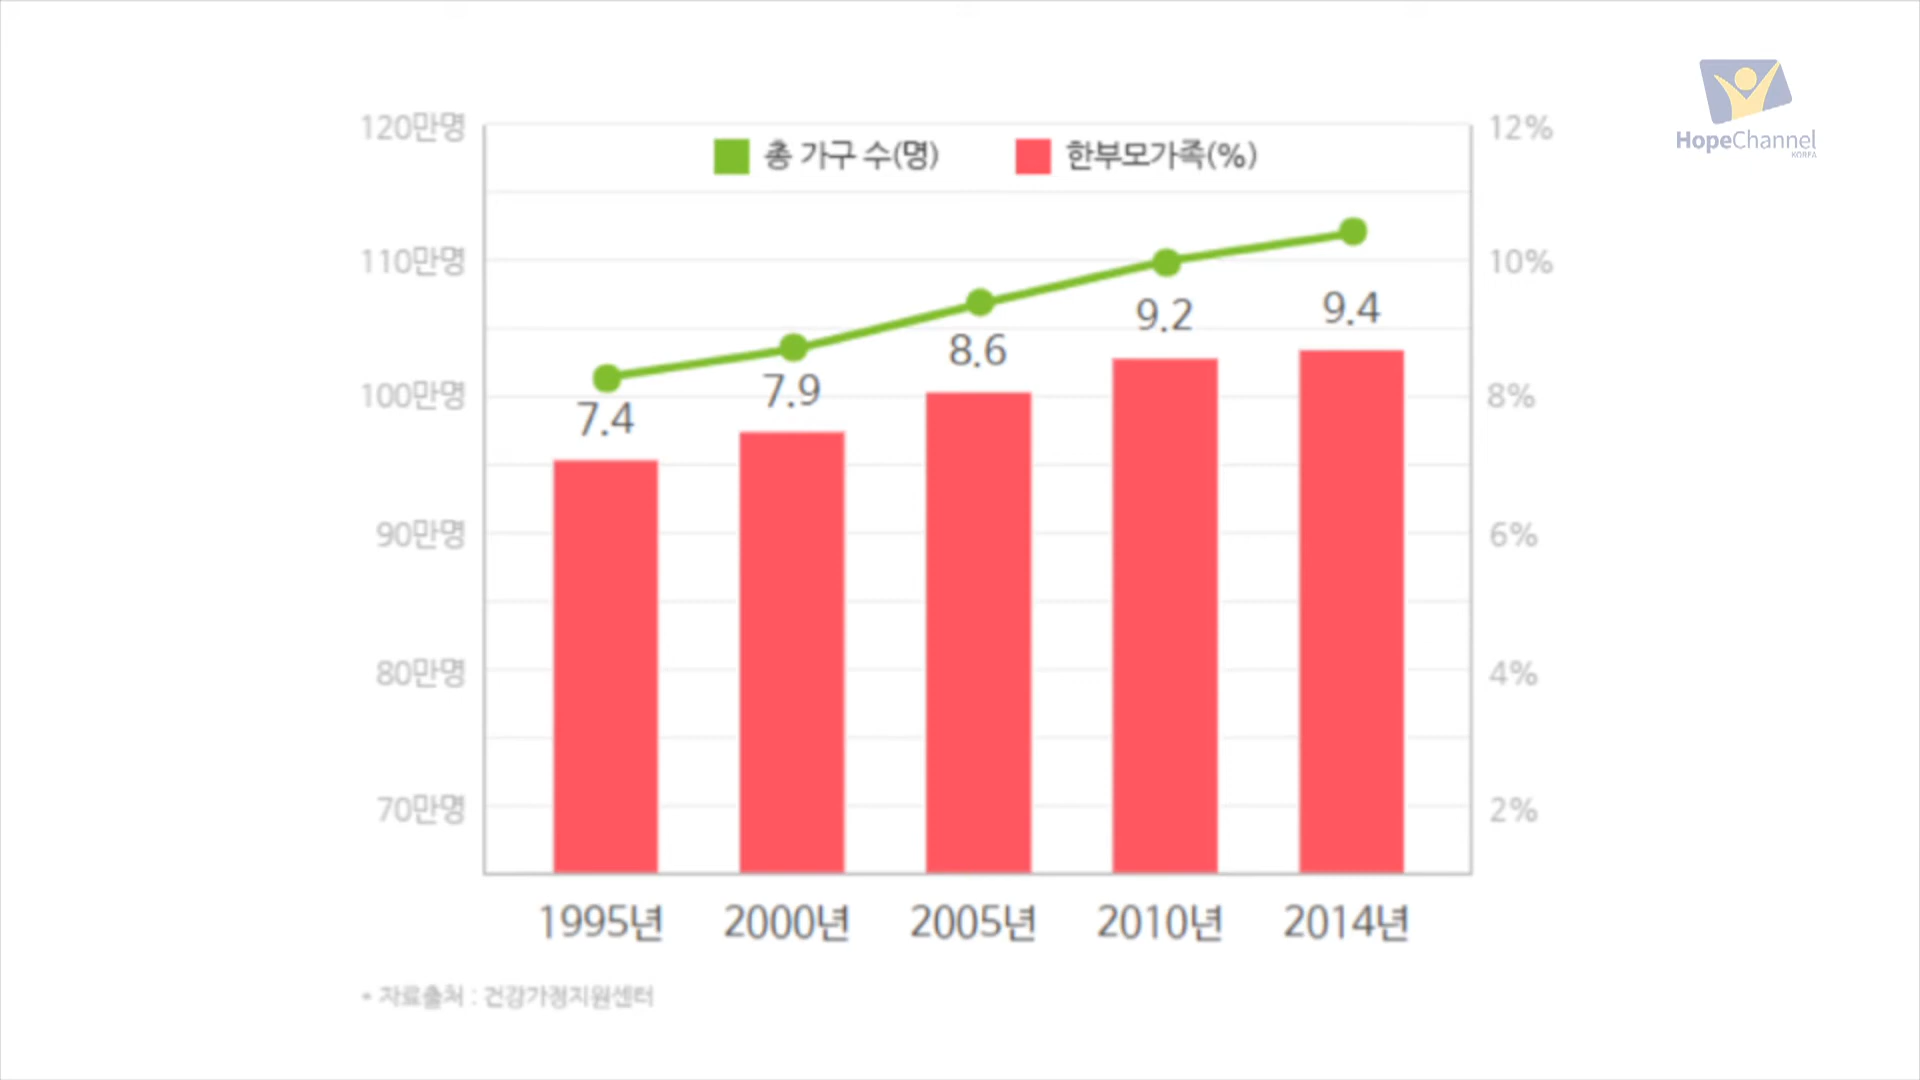 HopeChannel
KOREA
총 가구 수(명) 한부모가족(%)
120만명 12%
110만명 10%
100만명 8%
90만명 6%
80만명 4%
70만명 2%
7.4 7.9 8.6 9.2 9.4
1995년 2000년 2005년 2010년 2014년
* 자료출처 : 건강가정지원센터